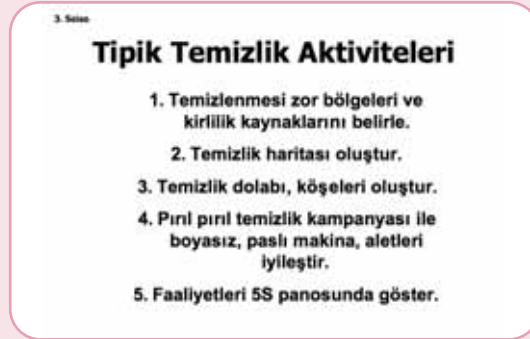 3. Seiso
Tipik Temizlik Aktiviteleri
1. Temizlenmesi zor bölgeleri ve
kirlilik kaynaklarını belirle.
2. Temizlik haritası oluştur.
3. Temizlik dolabı, köşeleri oluştur.
4. Pırıl pırıl temizlik kampanyası ile
boyasız, paslı makina, aletleri
iyileştir.
5. Faaliyetleri 5S panosunda göster.